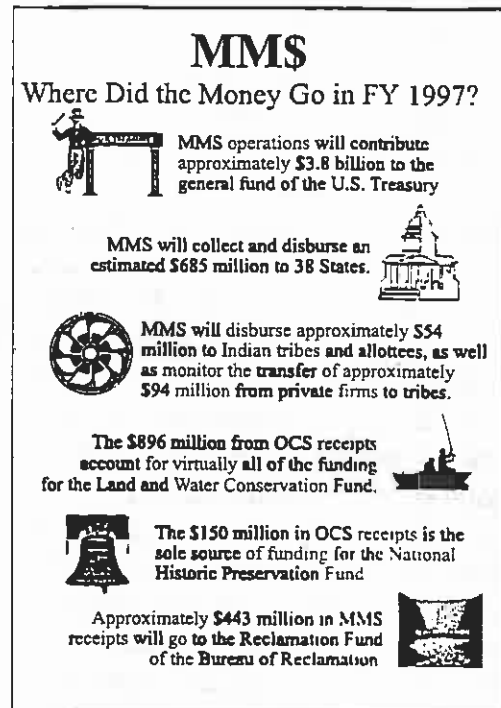 MM$
Where Did the Money Go in FY 1997?
MMS operations will contribute
approximately $3.8 billion to the
general fund of the U.S. Treasury
MMS will collect and disburse an
estimated $685 million to 38 States.
MMS will disburse approximately $54
million to Indian tribes and allottees, as well
as monitor the transfer of approximately
$94 million from private firms to tribes.
The $896 million from OCS receipts
account for virtually all of the funding
for the Land and Water Conservation Fund.
The $150 million in OCS receipts is the
sole source of funding for the National
Historic Preservation Fund
Approximately $443 million in MMS
receipts will go to the Reclamation Fund
of the Bureau of Reclamation